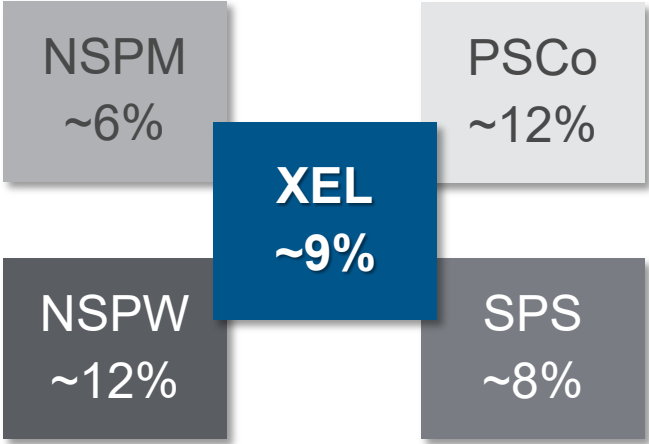 NSPM
~6%
PSCo
~12%
XEL
~9%
NSPW
~12%
SPS
~8%